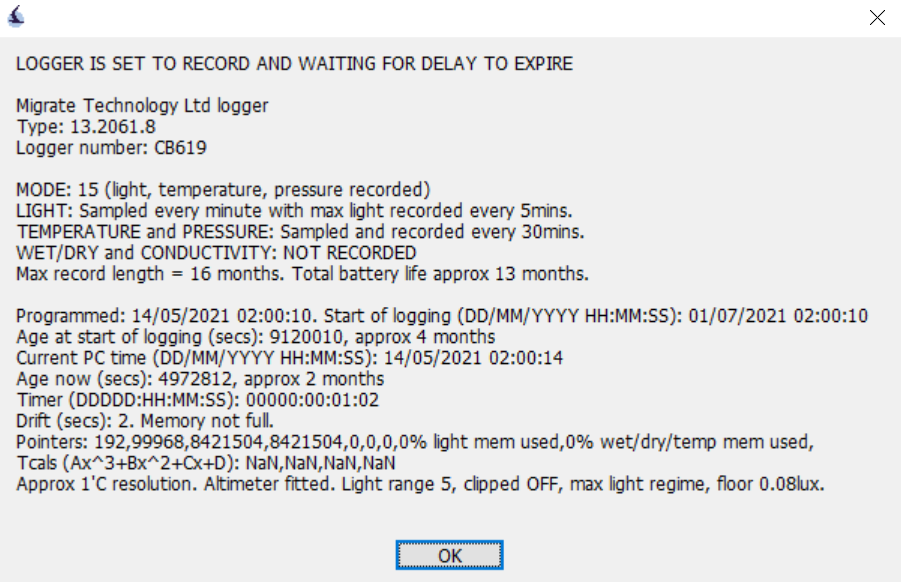 LOGGER IS SET TO RECORD AND WAITING FOR DELAY TO EXPIRE
Migrate Technology Ltd logger
Type: 13.2061.8
Logger number: CB619
MODE: 15 (light, temperature, pressure recorded)
LIGHT: Sampled every minute with max light recorded every 5mins.
TEMPERATURE and PRESSURE: Sampled and recorded every 30mins.
WET/DRY and CONDUCTIVITY: NOT RECORDED
Max record length = 16 months. Total battery life approx 13 months.
Programmed: 14/05/2021 02:00:10. Start of logging (DD/MM/YYYY HH:MM:SS): 01/07/2021 02:00:10
Age at start of logging (secs): 9120010, approx 4 months
Current PC time (DD/MM/YYYY HH:MM:SS): 14/05/2021 02:00:14
Age now (secs): 4972812, approx 2 months
Timer (DDDDD:HH:MM:SS): 00000:00:01:02
Drift (secs): 2. Memory not full.
Pointers: 192,99968,8421504,8421504,0,0,0,0% light mem used,0% wet/dry/temp mem used,
Tcals (Ax^3+Bx^2+Cx+D): NaN,NaN,NaN,NaN
Approx 1'C resolution. Altimeter fitted. Light range 5, clipped OFF, max light regime, floor 0.08lux.
OK